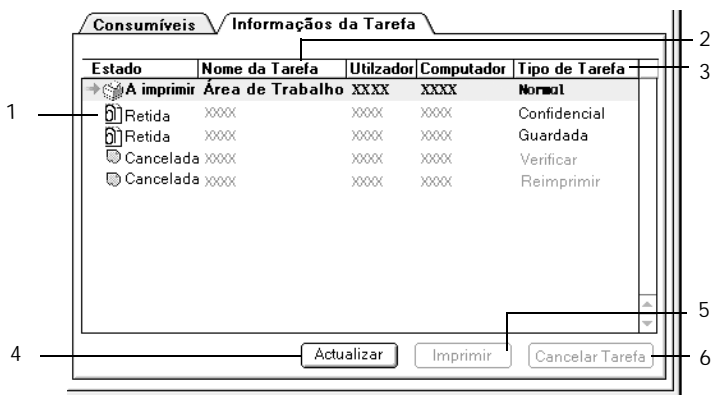 Consumíveis Informaçãos da Tarefa
2
Estado Nome da Tarefa Utilzador Computador Tipo de Tarefa
3
A imprimir Área de Trabalho XXXX XXXX Normal
1
Retida XXXX XXXX XXXX Confidencial
Retida XXXX XXXX XXXX Guardada
Cancelada XXXX XXXX XXXX Verificar
Cancelada XXXX XXXX XXXX Reimprimir
5
4 Actualizar Imprimir Cancelar Tarefa 6